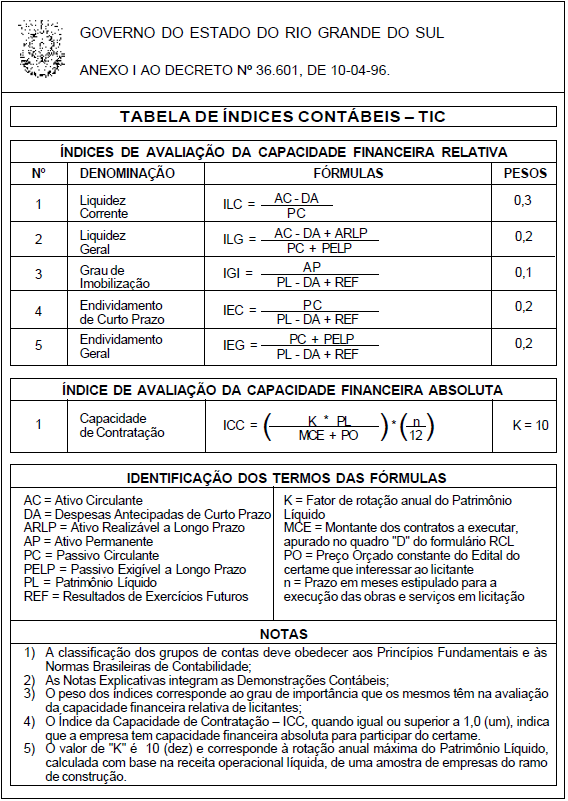 GOVERNO DO ESTADO DO RIO GRANDE DO SUL
ANEXO I AO DECRETO Nº 36.601, DE 10-04-96.
TABELA DE ÍNDICES CONTÁBEIS – TIC
ÍNDICES DE AVALIAÇÃO DA CAPACIDADE FINANCEIRA RELATIVA
Nº DENOMINAÇÃO FÓRMULAS PESOS
1 Liquidez Corrente ILC = AC - DA / PC 0,3
2 Liquidez Geral ILG = AC - DA + ARLP / PC + PELP 0,2
3 Grau de Imobilização IGI = AP / PL - DA + REF 0,1
4 Endividamento de Curto Prazo IEC = PC / PL - DA + REF 0,2
5 Endividamento Geral IEG = PC + PELP / PL - DA + REF 0,2
ÍNDICE DE AVALIAÇÃO DA CAPACIDADE FINANCEIRA ABSOLUTA
1 Capacidade de Contratação ICC = ( K * PL / MCE + PO ) * ( n / 12 ) K = 10
IDENTIFICAÇÃO DOS TERMOS DAS FÓRMULAS
AC = Ativo Circulante
DA = Despesas Antecipadas de Curto Prazo
ARLP = Ativo Realizável a Longo Prazo
AP = Ativo Permanente
PC = Passivo Circulante
PELP = Passivo Exigível a Longo Prazo
PL = Patrimônio Líquido
REF = Resultados de Exercícios Futuros
K = Fator de rotação anual do Patrimônio
Líquido
MCE = Montante dos contratos a executar,
apurado no quadro "D" do formulário RCL
PO = Preço Orçado constante do Edital do
certame que interessar ao licitante
n = Prazo em meses estipulado para a
execução das obras e serviços em licitação
NOTAS
1) A classificação dos grupos de contas deve obedecer aos Princípios Fundamentais e às
Normas Brasileiras de Contabilidade;
2) As Notas Explicativas integram as Demonstrações Contábeis;
3) O peso dos índices corresponde ao grau de importância que os mesmos têm na avaliação
da capacidade financeira relativa de licitantes;
4) O Índice da Capacidade de Contratação – ICC, quando igual ou superior a 1,0 (um), indica
que a empresa tem capacidade financeira absoluta para participar do certame.
5) O valor de "K" é 10 (dez) e corresponde à rotação anual máxima do Patrimônio Líquido,
calculada com base na receita operacional líquida, de uma amostra de empresas do ramo
de construção.